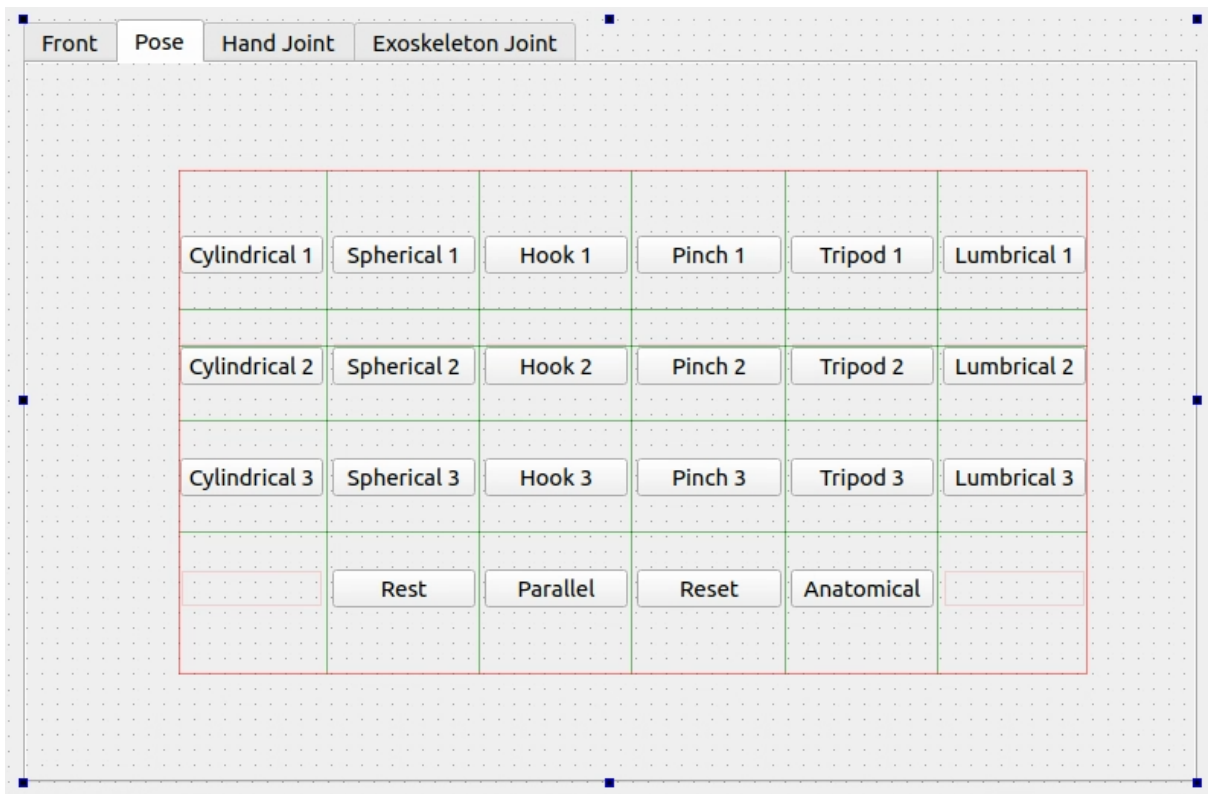 Front Pose Hand Joint Exoskeleton Joint
Cylindrical 1 Spherical 1 Hook 1 Pinch 1 Tripod 1 Lumbrical 1
Cylindrical 2 Spherical 2 Hook 2 Pinch 2 Tripod 2 Lumbrical 2
Cylindrical 3 Spherical 3 Hook 3 Pinch 3 Tripod 3 Lumbrical 3
Rest Parallel Reset Anatomical